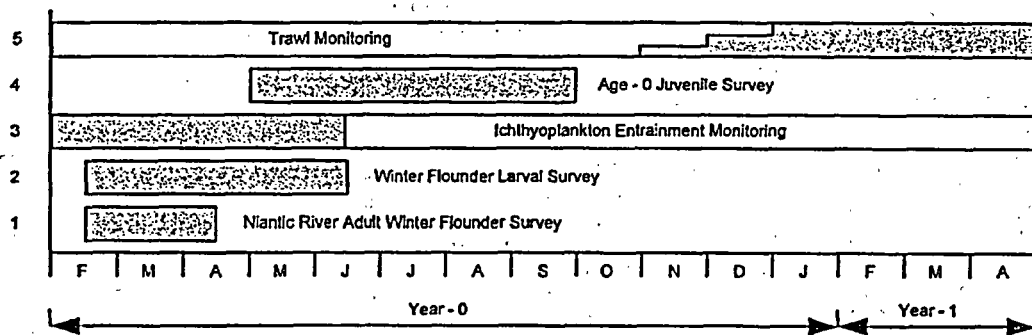 5 Trawl Monitoring
4 Age - 0 Juvenile Survey
3 Ichthyoplankton Entrainment Monitoring
2 Winter Flounder Larval Survey
1 Niantic River Adult Winter Flounder Survey
F M A M J J A S O N D J F M A
Year - 0 Year - 1